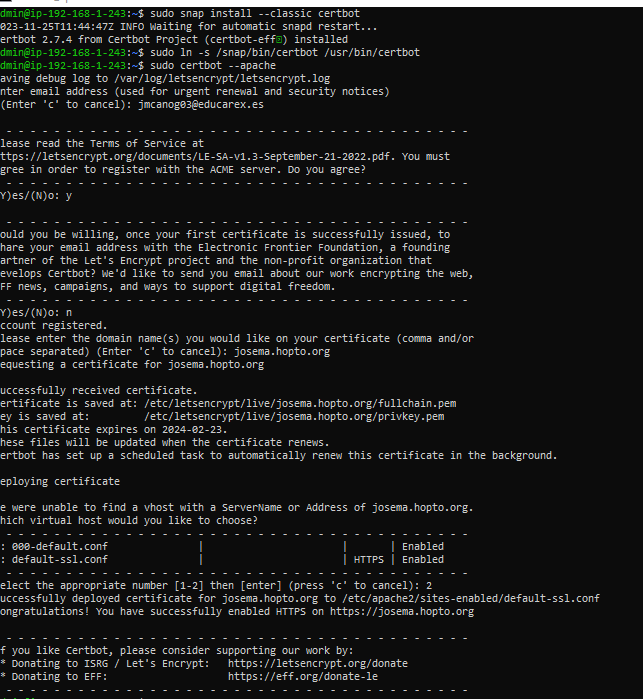 dmin@ip-192-168-1-243:~$ sudo snap install --classic certbot
023-11-25T11:44:47Z INFO Waiting for automatic snapd restart...
ertbot 2.7.4 from Certbot Project (certbot-eff) installed
dmin@ip-192-168-1-243:~$ sudo ln -s /snap/bin/certbot /usr/bin/certbot
dmin@ip-192-168-1-243:~$ sudo certbot --apache
aving debug log to /var/log/letsencrypt/letsencrypt.log
nter email address (used for urgent renewal and security notices)
(Enter 'c' to cancel): jmcanog03@educarex.es
- - - - - - - - - - - - - - - - - - - - - - - - - - - - - - - - - - - - - - -
lease read the Terms of Service at
ttps://letsencrypt.org/documents/LE-SA-v1.3-September-21-2022.pdf. You must
gree in order to register with the ACME server. Do you agree?
- - - - - - - - - - - - - - - - - - - - - - - - - - - - - - - - - - - - - - -
Y)es/(N)o: y
- - - - - - - - - - - - - - - - - - - - - - - - - - - - - - - - - - - - - - -
ould you be willing, once your first certificate is successfully issued, to
hare your email address with the Electronic Frontier Foundation, a founding
artner of the Let's Encrypt project and the non-profit organization that
evelops Certbot? We'd like to send you email about our work encrypting the web,
FF news, campaigns, and ways to support digital freedom.
- - - - - - - - - - - - - - - - - - - - - - - - - - - - - - - - - - - - - - -
Y)es/(N)o: n
ccount registered.
lease enter the domain name(s) you would like on your certificate (comma and/or
pace separated) (Enter 'c' to cancel): josema.hopto.org
equesting a certificate for josema.hopto.org
uccessfully received certificate.
ertificate is saved at: /etc/letsencrypt/live/josema.hopto.org/fullchain.pem
ey is saved at:         /etc/letsencrypt/live/josema.hopto.org/privkey.pem
his certificate expires on 2024-02-23.
hese files will be updated when the certificate renews.
ertbot has set up a scheduled task to automatically renew this certificate in the background.
eploying certificate
e were unable to find a vhost with a ServerName or Address of josema.hopto.org.
hich virtual host would you like to choose?
- - - - - - - - - - - - - - - - - - - - - - - - - - - - - - - - - - - - - - -
: 000-default.conf | | | Enabled
: default-ssl.conf | | HTTPS | Enabled
- - - - - - - - - - - - - - - - - - - - - - - - - - - - - - - - - - - - - - -
elect the appropriate number [1-2] then [enter] (press 'c' to cancel): 2
uccessfully deployed certificate for josema.hopto.org to /etc/apache2/sites-enabled/default-ssl.conf
ongratulations! You have successfully enabled HTTPS on https://josema.hopto.org
- - - - - - - - - - - - - - - - - - - - - - - - - - - - - - - - - - - - - - -
f you like Certbot, please consider supporting our work by:
* Donating to ISRG / Let's Encrypt:   https://letsencrypt.org/donate
* Donating to EFF:                    https://eff.org/donate-le
- - - - - - - - - - - - - - - - - - - - - - - - - - - - - - - - - - - - - - -